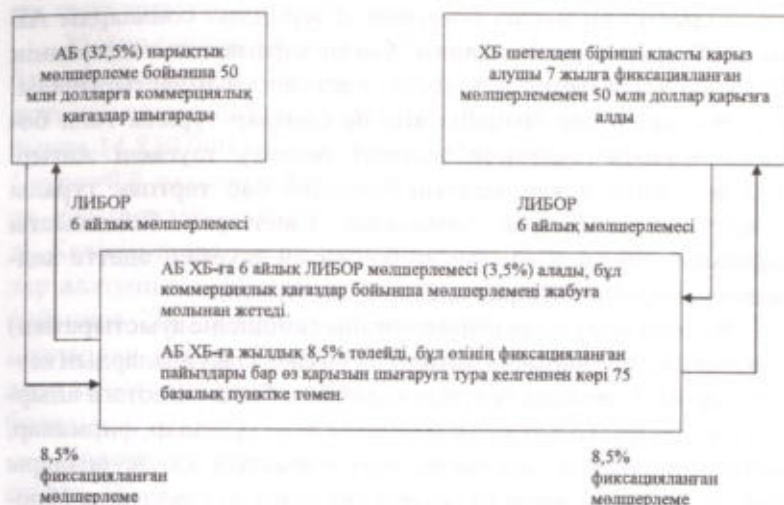 АБ (32,5%) нарықтық
мөлшерлеме бойынша 50
млн долларға коммерциялық
қағаздар шығарады
ХБ шетелден бірінші класты қарыз
алушы 7 жылға фиксацияланған
мөлшерлемемен 50 млн доллар қарызға
алды
ЛИБОР
6 айлық мөлшерлемесі
ЛИБОР
6 айлық мөлшерлемесі
АБ ХБ-ға 6 айлық ЛИБОР мөлшерлемесі (3,5%) алады, бұл
коммерциялық қағаздар бойынша мөлшерлемені жабуға
молынан жетеді.
АБ ХБ-ға жылдық 8,5% төлейді, бұл өзінің фиксацияланған
пайыздары бар өз қарызын шығаруға тура келгеннен көрі 75
базалық пунктке төмен.
8,5%
фиксацияланған
мөлшерлеме
8,5%
фиксацияланған
мөлшерлеме